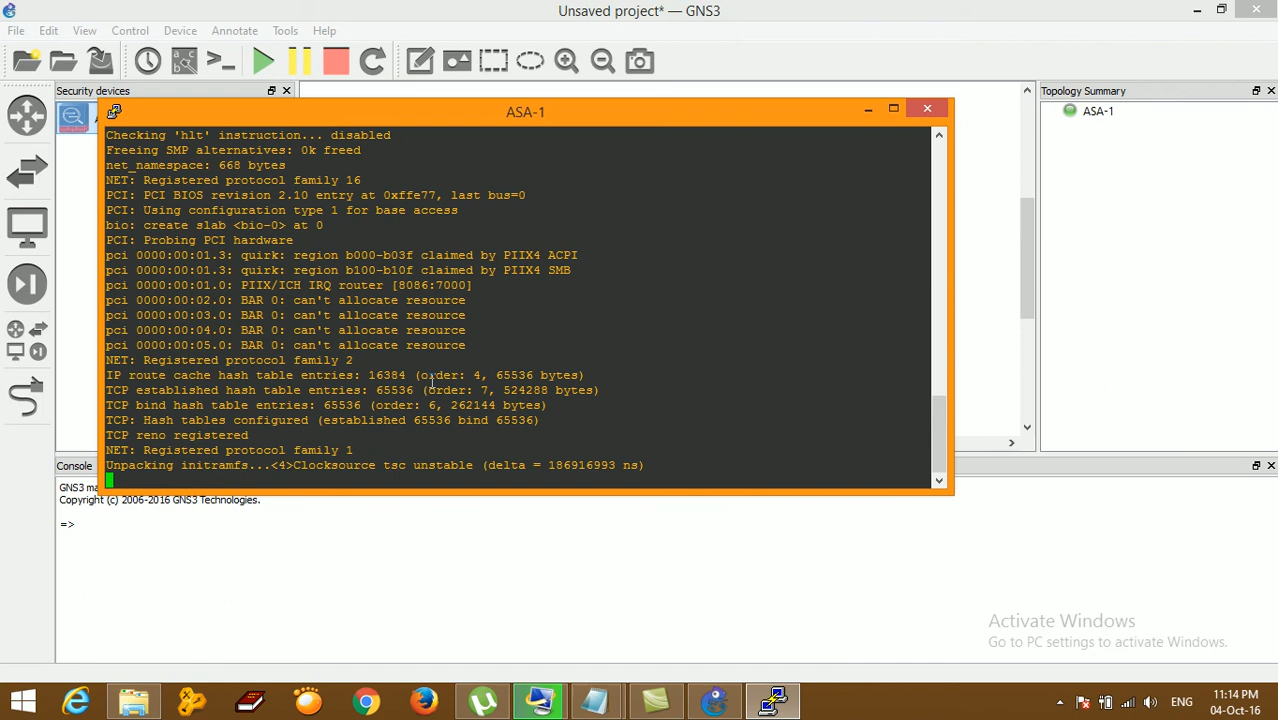 Unsaved project* — GNS3
File Edit View Control Device Annotate Tools Help
Security devices
Topology Summary
ASA-1
ASA-1
Checking 'hlt' instruction... disabled
Freeing SMP alternatives: 0k freed
net_namespace: 668 bytes
NET: Registered protocol family 16
PCI: PCI BIOS revision 2.10 entry at 0xffe77, last bus=0
PCI: Using configuration type 1 for base access
bio: create slab <bio-0> at 0
PCI: Probing PCI hardware
pci 0000:00:01.3: quirk: region b000-b03f claimed by PIIX4 ACPI
pci 0000:00:01.3: quirk: region b100-b10f claimed by PIIX4 SMB
pci 0000:00:01.0: PIIX/ICH IRQ router [8086:7000]
pci 0000:00:02.0: BAR 0: can't allocate resource
pci 0000:00:03.0: BAR 0: can't allocate resource
pci 0000:00:04.0: BAR 0: can't allocate resource
pci 0000:00:05.0: BAR 0: can't allocate resource
NET: Registered protocol family 2
IP route cache hash table entries: 16384 (order: 4, 65536 bytes)
TCP established hash table entries: 65536 (order: 7, 524288 bytes)
TCP bind hash table entries: 65536 (order: 6, 262144 bytes)
TCP: Hash tables configured (established 65536 bind 65536)
TCP reno registered
NET: Registered protocol family 1
Unpacking initramfs...<4>Clocksource tsc unstable (delta = 186916993 ns)
Console
GNS3 ma
Copyright (c) 2006-2016 GNS3 Technologies.
=>
Activate Windows
Go to PC settings to activate Windows.
ENG
11:14 PM
04-Oct-16